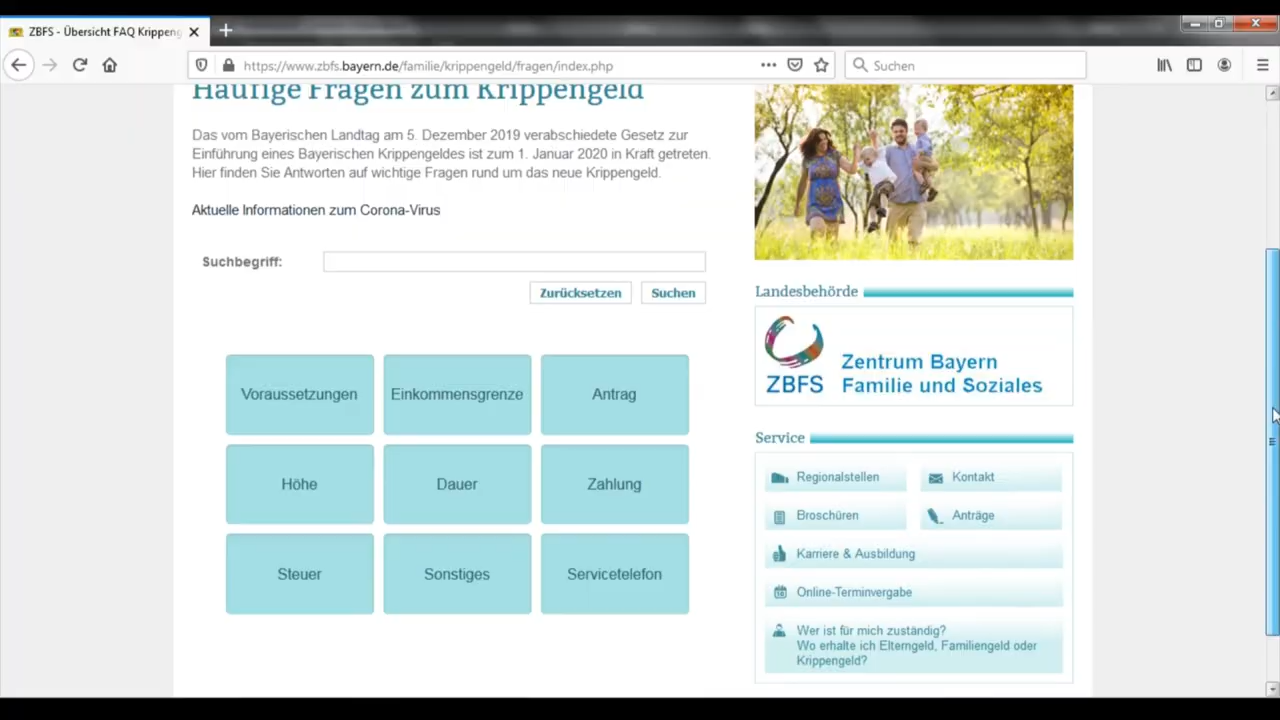 ZBFS - Übersicht FAQ Krippeng
https://www.zbfs.bayern.de/familie/krippengeld/fragen/index.php
Suchen
Häufige Fragen zum Krippengeld
Das vom Bayerischen Landtag am 5. Dezember 2019 verabschiedete Gesetz zur
Einführung eines Bayerischen Krippengeldes ist zum 1. Januar 2020 in Kraft getreten.
Hier finden Sie Antworten auf wichtige Fragen rund um das neue Krippengeld.
Aktuelle Informationen zum Corona-Virus
Suchbegriff:
Zurücksetzen Suchen
Voraussetzungen Einkommensgrenze Antrag
Höhe Dauer Zahlung
Steuer Sonstiges Servicetelefon
Landesbehörde
ZBFS
Zentrum Bayern
Familie und Soziales
Service
Regionalstellen Kontakt
Broschüren Anträge
Karriere & Ausbildung
Online-Terminvergabe
Wer ist für mich zuständig?
Wo erhalte ich Elterngeld, Familiengeld oder
Krippengeld?